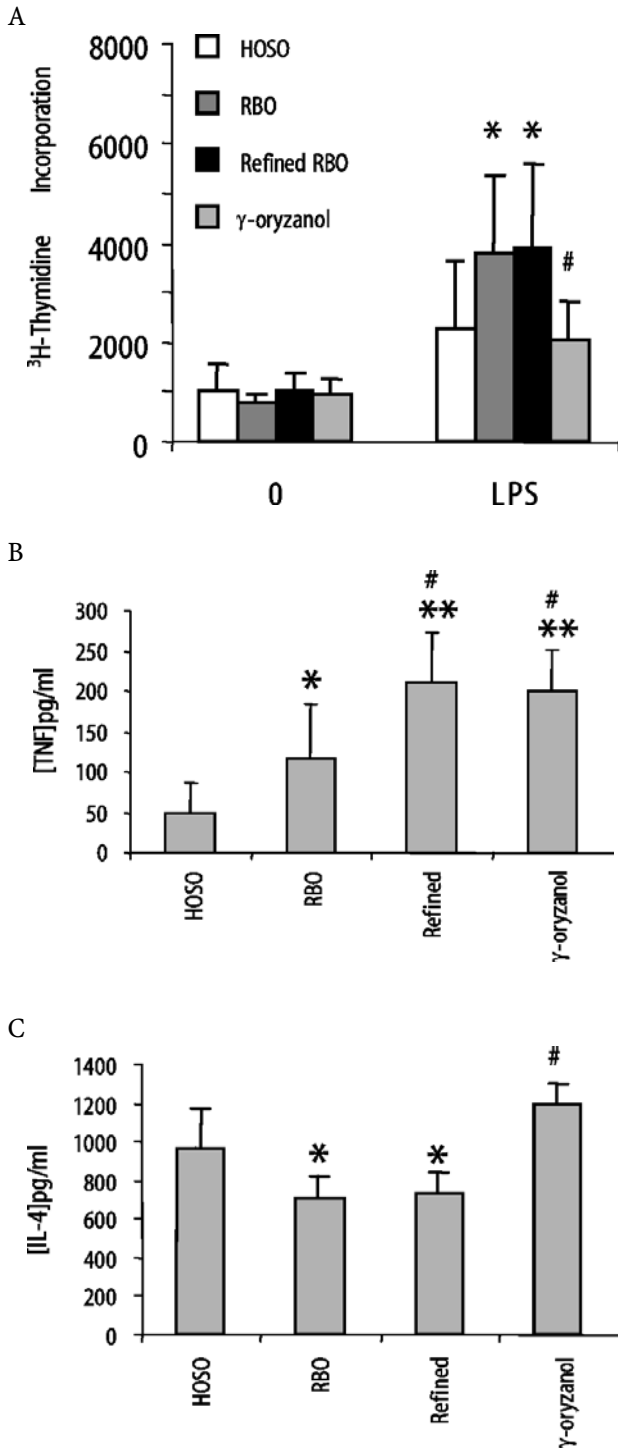 A
8000
6000
4000
2000
0
³H-Thymidine Incorporation
HOSO
RBO
Refined RBO
γ-oryzanol
* *
#
0 LPS
B
300
250
200
150
100
50
0
[TNF]pg/ml
*
#
**
#
**
HOSO
RBO
Refined
γ-oryzanol
C
1400
1200
1000
800
600
400
200
0
[IL-4]pg/ml
* *
#
HOSO
RBO
Refined
γ-oryzanol